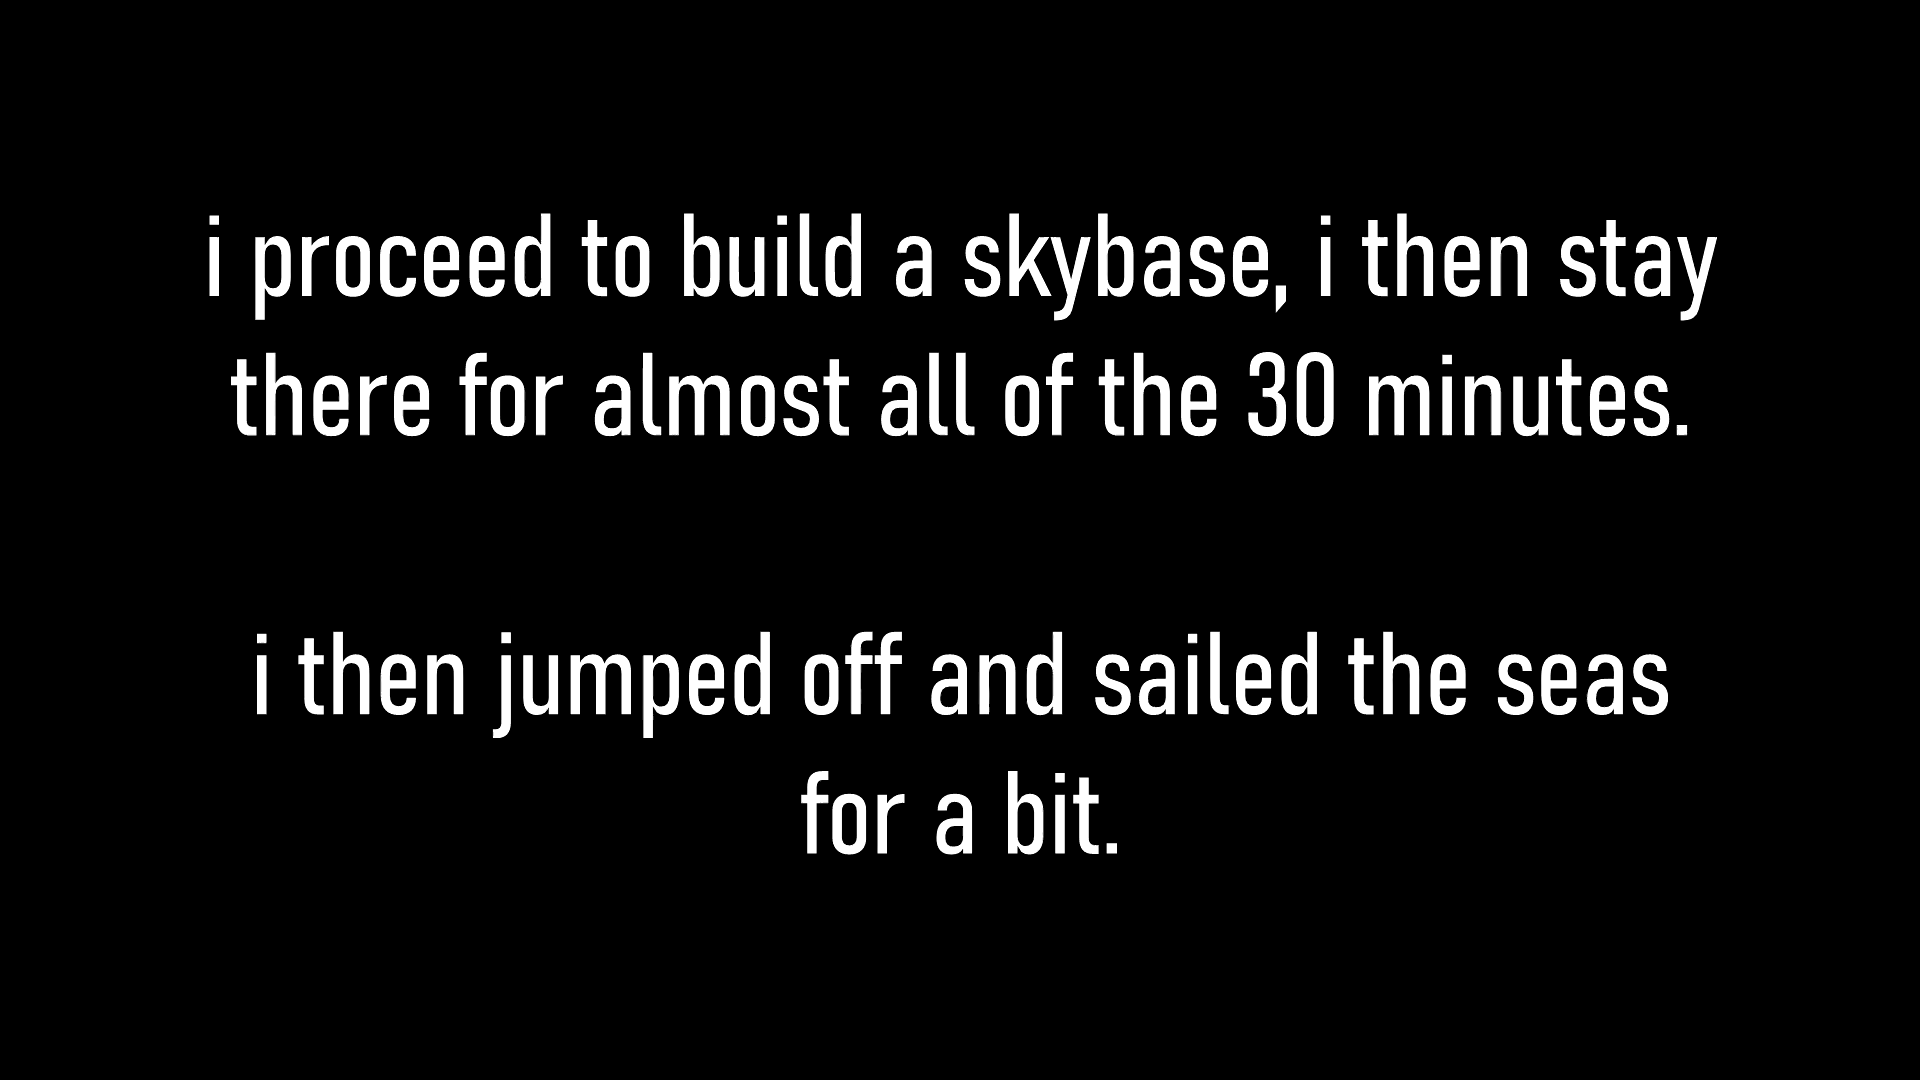 i proceed to build a skybase, i then stay
there for almost all of the 30 minutes.
i then jumped off and sailed the seas
for a bit.